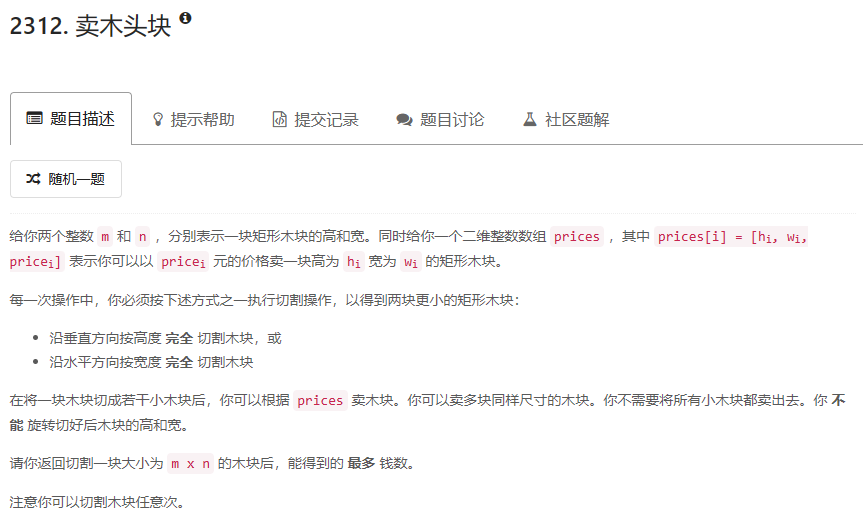 2312. 卖木头块
题目描述 提示帮助 提交记录 题目讨论 社区题解
随机一题
给你两个整数 m 和 n ，分别表示一块矩形木块的高和宽。同时给你一个二维整数数组 prices ，其中 prices[i] = [hi, wi,
pricei] 表示你可以以 pricei 元的价格卖一块高为 hi 宽为 wi 的矩形木块。
每一次操作中，你必须按下述方式之一执行切割操作，以得到两块更小的矩形木块：
• 沿垂直方向按高度 完全 切割木块，或
• 沿水平方向按宽度 完全 切割木块
在将一块木块切成若干小木块后，你可以根据 prices 卖木块。你可以卖多块同样尺寸的木块。你不需要将所有小木块都卖出去。你 不
能 旋转切好后木块的高和宽。
请你返回切割一块大小为 m x n 的木块后，能得到的 最多 钱数。
注意你可以切割木块任意次。